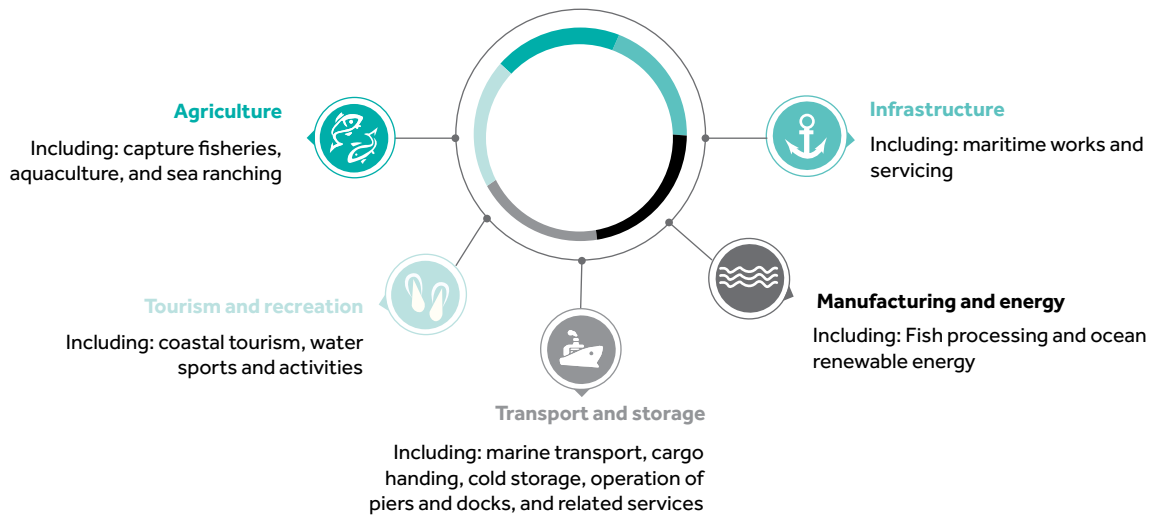 Agriculture
Including: capture fisheries,
aquaculture, and sea ranching
Infrastructure
Including: maritime works and
servicing
Tourism and recreation
Including: coastal tourism, water
sports and activities
Manufacturing and energy
Including: Fish processing and ocean
renewable energy
Transport and storage
Including: marine transport, cargo
handing, cold storage, operation of
piers and docks, and related services